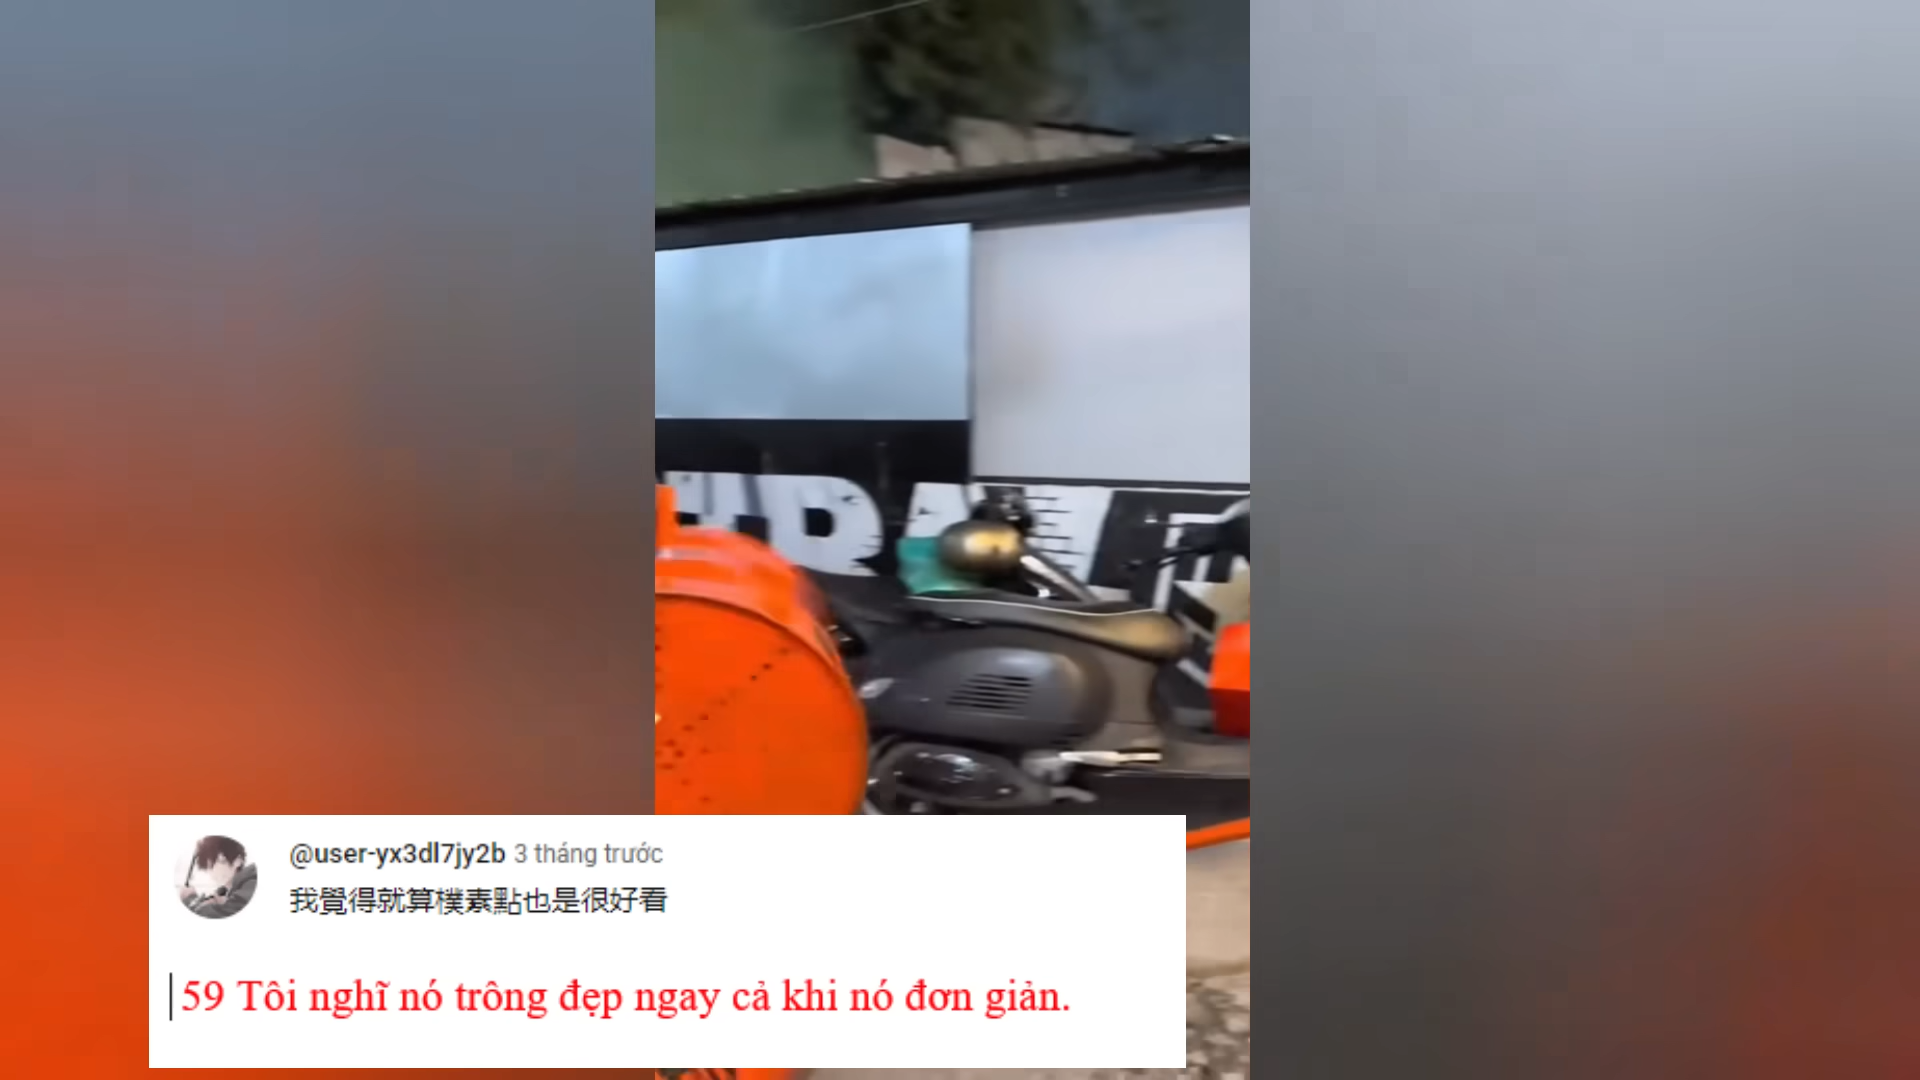 @user-yx3dl7jy2b 3 tháng trước
我覺得就算樸素點也是很好看
59 Tôi nghĩ nó trông đẹp ngay cả khi nó đơn giản.